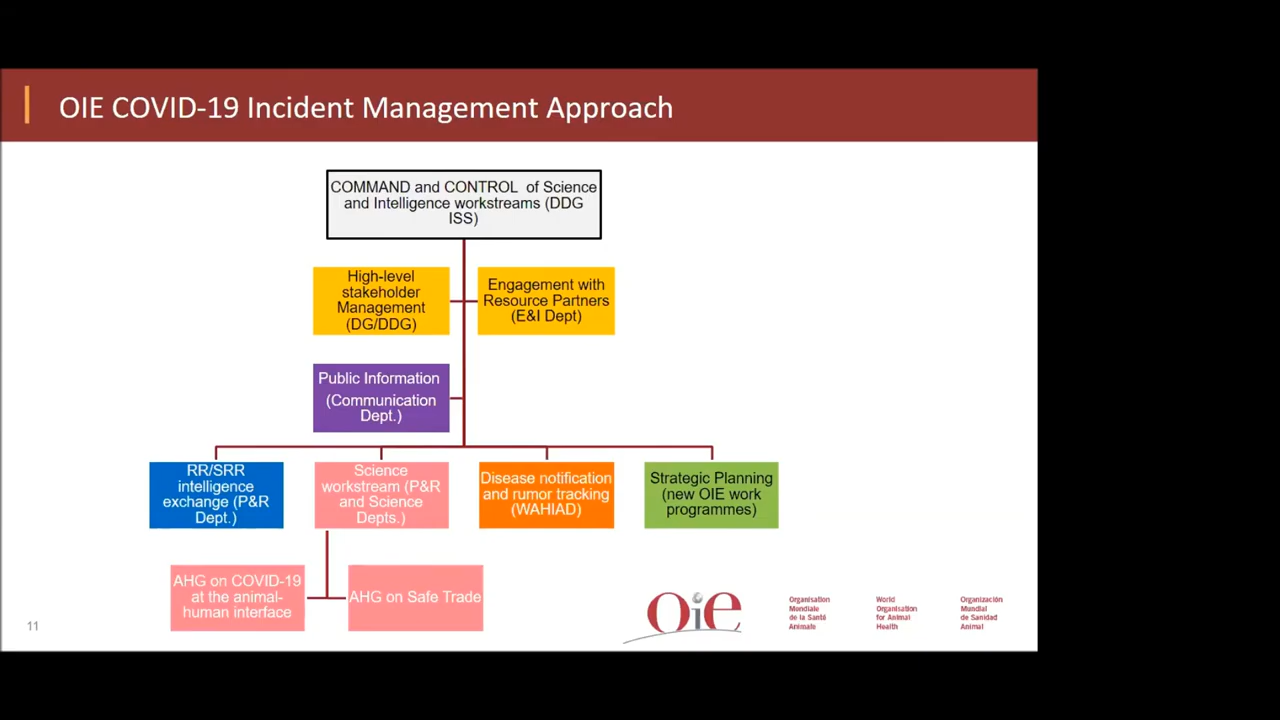 OIE COVID-19 Incident Management Approach
COMMAND and CONTROL of Science
and Intelligence workstreams (DDG
ISS)
High-level
stakeholder
Management
(DG/DDG)
Engagement with
Resource Partners
(E&I Dept)
Public Information
(Communication
Dept.)
RR/SRR
intelligence
exchange (P&R
Dept.)
Science
workstream (P&R
and Science
Depts.)
Disease notification
and rumor tracking
(WAHIAD)
Strategic Planning
(new OIE work
programmes)
AHG on COVID-19
at the animal-
human interface
AHG on Safe Trade
11
Oie
Organisation
Mondiale
de la Santé
Animale
World
Organisation
for Animal
Health
Organización
Mundial
de Sanidad
Animal